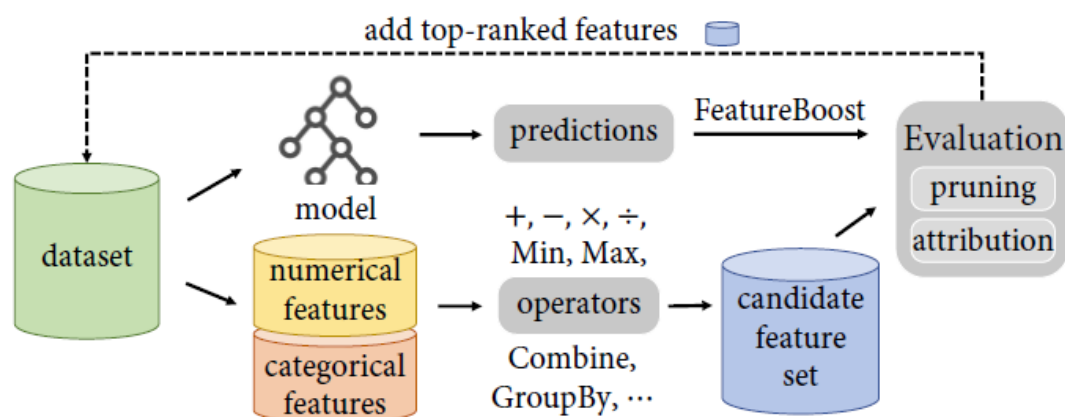 add top-ranked features
FeatureBoost
predictions
Evaluation
pruning
attribution
model
dataset
+, −, ×, ÷,
Min, Max,
numerical
features
operators
candidate
feature
set
categorical
features
Combine,
GroupBy, ⋯